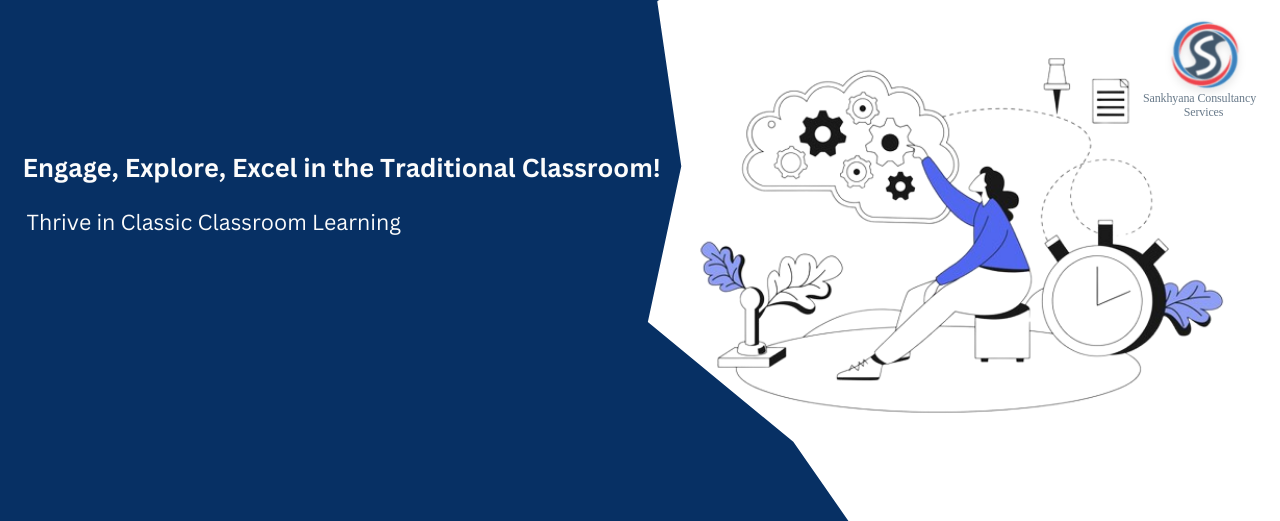 Engage, Explore, Excel in the Traditional Classroom!
Thrive in Classic Classroom Learning
Sankhyana Consultancy
Services